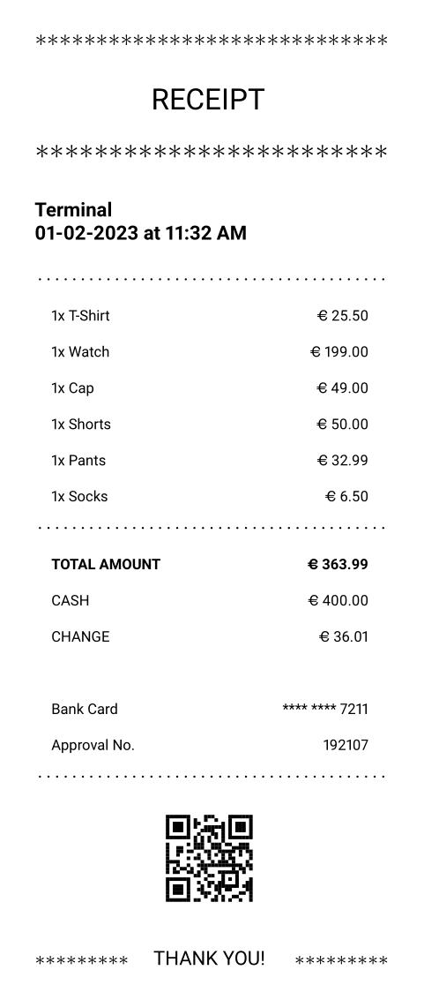 *****************************
RECEIPT
************************
Terminal
01-02-2023 at 11:32 AM
1x T-Shirt € 25.50
1x Watch € 199.00
1x Cap € 49.00
1x Shorts € 50.00
1x Pants € 32.99
1x Socks € 6.50
TOTAL AMOUNT € 363.99
CASH € 400.00
CHANGE € 36.01
Bank Card **** **** 7211
Approval No. 192107
********* THANK YOU! *********